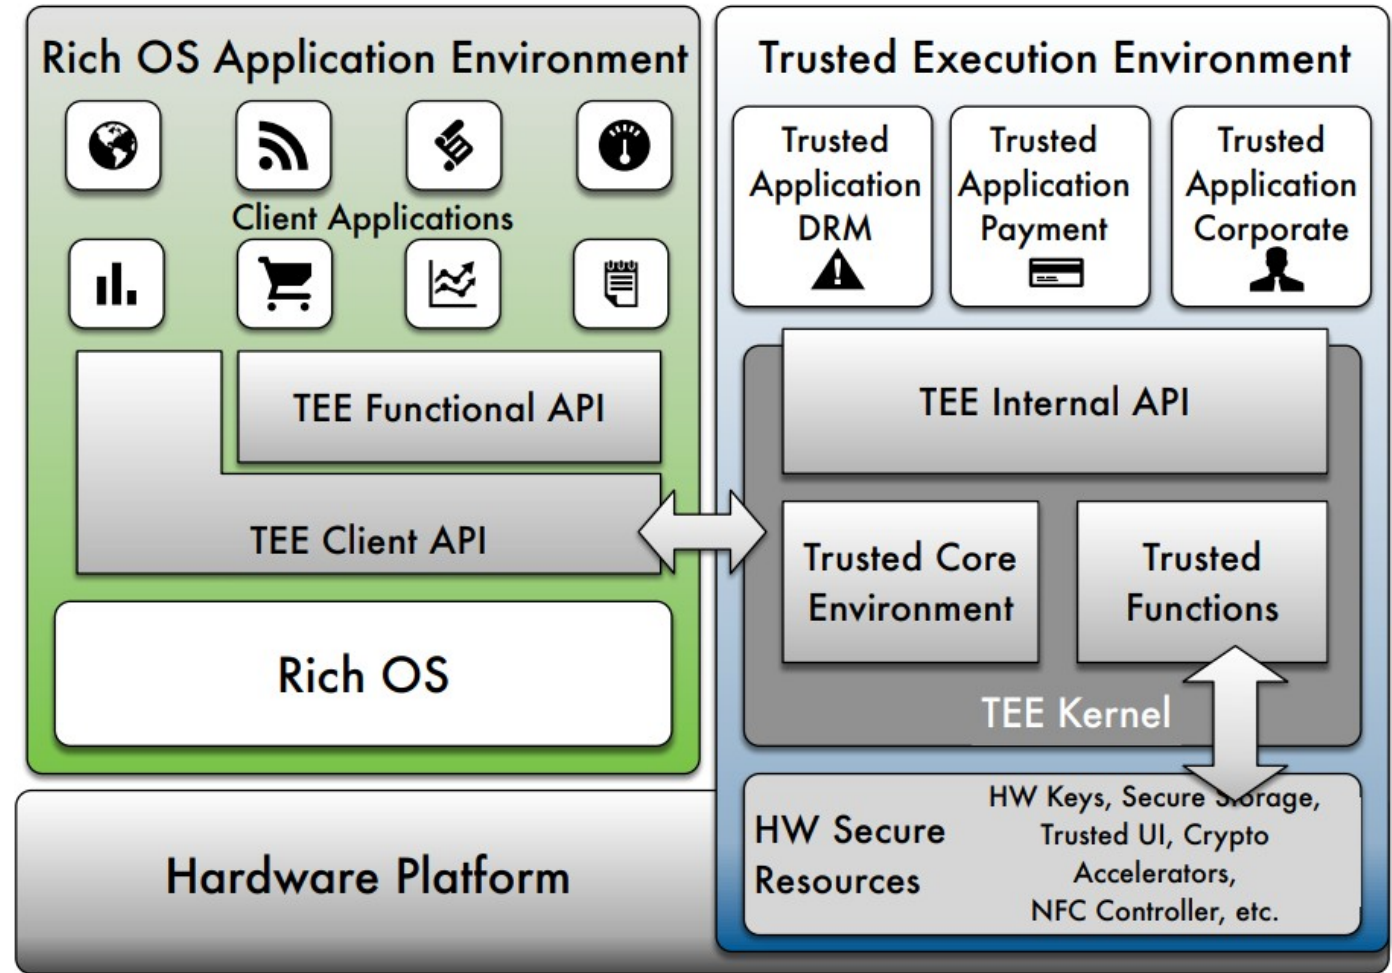 Rich OS Application Environment
Client Applications
TEE Functional API
TEE Client API
Rich OS
Hardware Platform
Trusted Execution Environment
Trusted
Application
DRM
Trusted
Application
Payment
Trusted
Application
Corporate
TEE Internal API
Trusted Core
Environment
Trusted
Functions
TEE Kernel
HW Secure
Resources
HW Keys, Secure Storage,
Trusted UI, Crypto
Accelerators,
NFC Controller, etc.